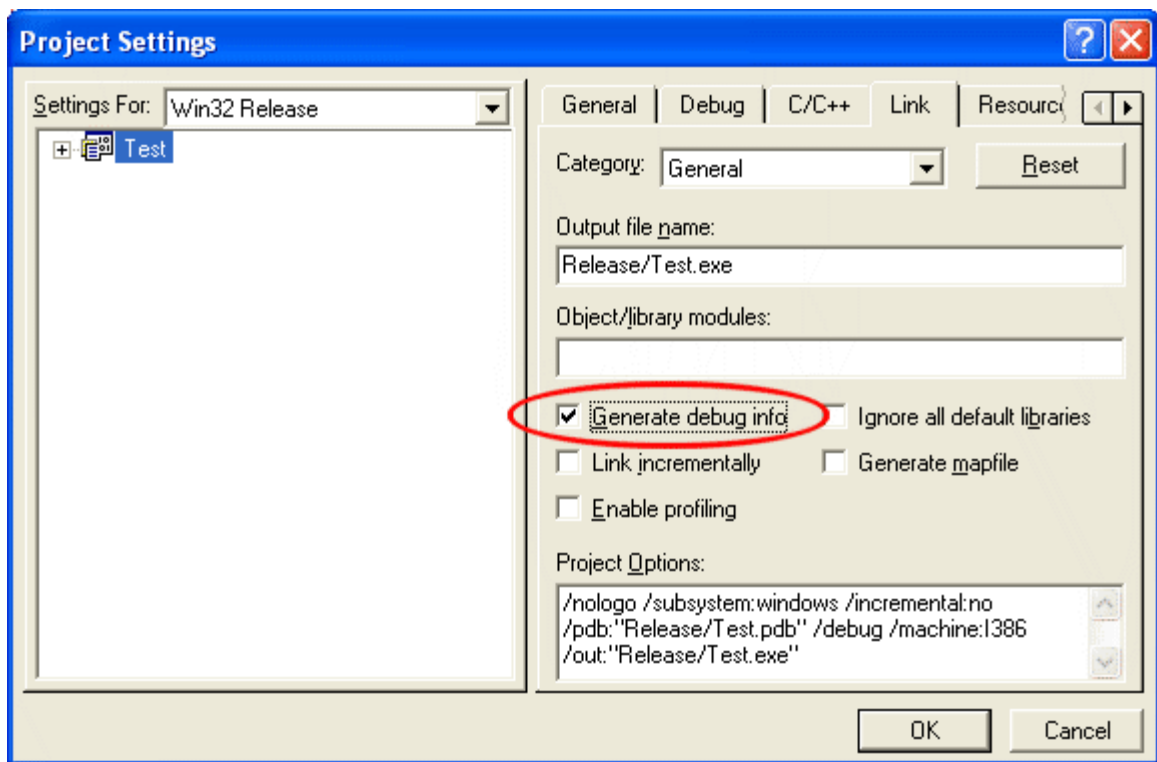 Project Settings
Settings For: Win32 Release
Test
General Debug C/C++ Link
Category: General Reset
Output file name:
Release/Test.exe
Object/library modules:
Generate debug info Ignore all default libraries
Link incrementally Generate mapfile
Enable profiling
Project Options:
/nologo /subsystem:windows /incremental:no
/pdb:"Release/Test.pdb" /debug /machine:I386
/out:"Release/Test.exe"
OK Cancel